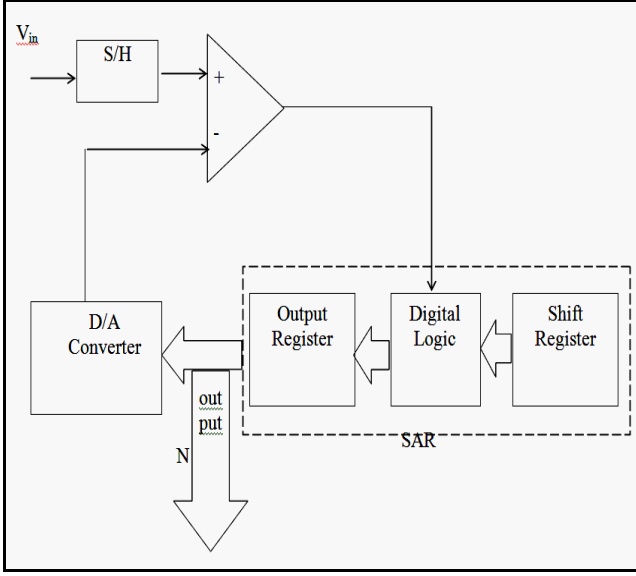 Vin
S/H
+
-
D/A
Converter
Output
Register
Digital
Logic
Shift
Register
out
put
N
SAR